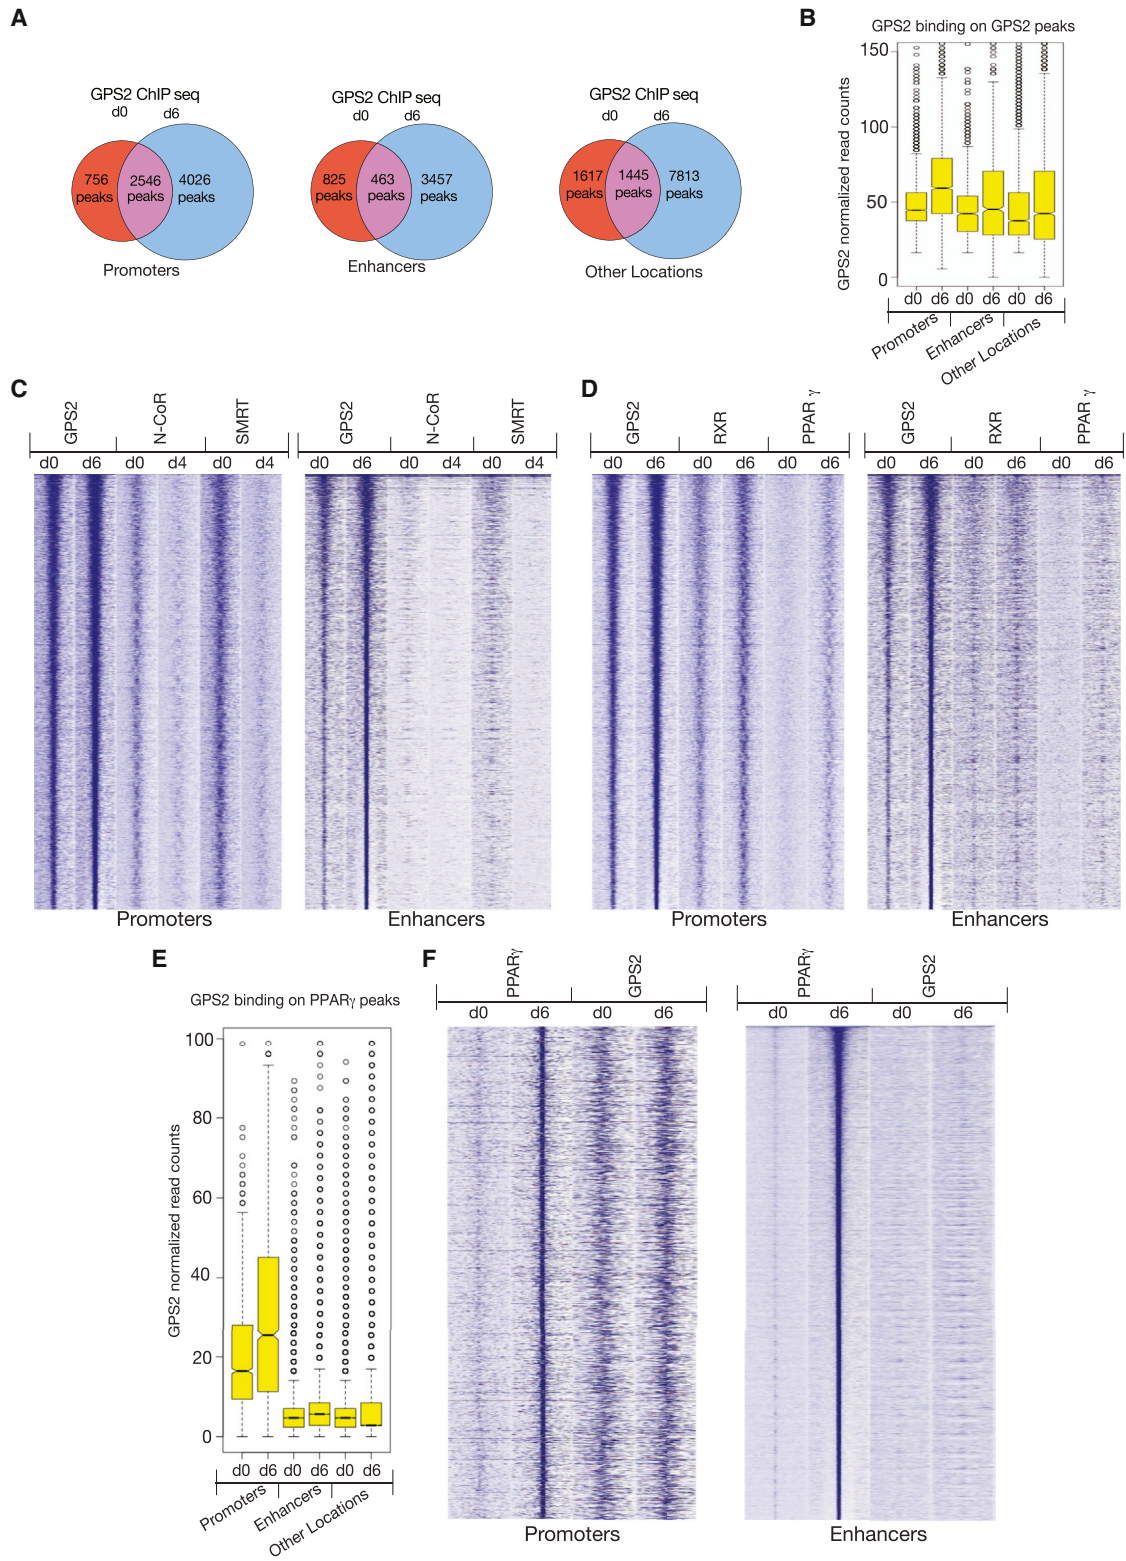 A
GPS2 ChIP seq
d0 d6
756 peaks
2546 peaks
4026 peaks
Promoters
GPS2 ChIP seq
d0 d6
825 peaks
463 peaks
3457 peaks
Enhancers
GPS2 ChIP seq
d0 d6
1617 peaks
1445 peaks
7813 peaks
Other Locations
B
GPS2 binding on GPS2 peaks
GPS2 normalized read counts
150
100
50
0
d0 d6 d0 d6 d0 d6
Promoters
Enhancers
Other Locations
C
GPS2 N-CoR SMRT
d0 d6 d0 d4 d0 d4
Promoters
GPS2 N-CoR SMRT
d0 d6 d0 d4 d0 d4
Enhancers
D
GPS2 RXR PPAR γ
d0 d6 d0 d6 d0 d6
Promoters
GPS2 RXR PPAR γ
d0 d6 d0 d6 d0 d6
Enhancers
E
GPS2 binding on PPARγ peaks
GPS2 normalized read counts
100
80
60
40
20
0
d0 d6 d0 d6 d0 d6
Promoters
Enhancers
Other Locations
F
PPARγ GPS2
d0 d6 d0 d6
Promoters
PPARγ GPS2
d0 d6 d0 d6
Enhancers